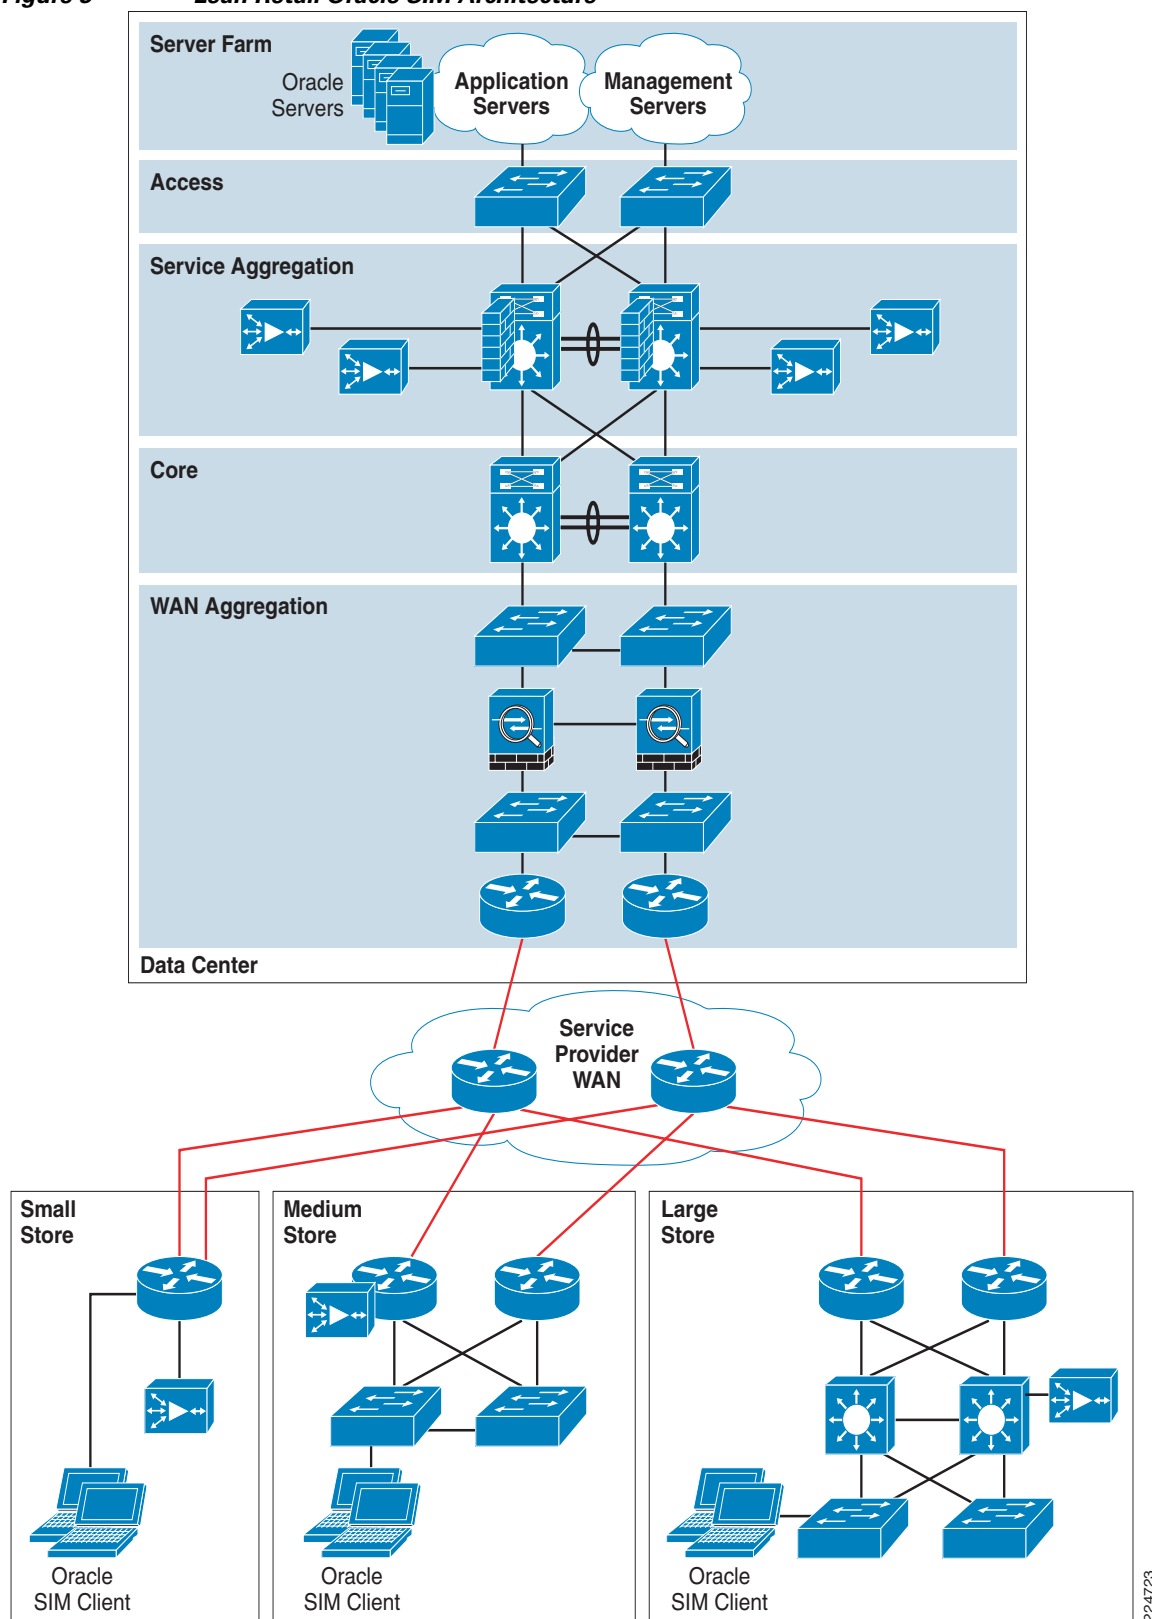 Server Farm
Oracle
Servers
Application
Servers
Management
Servers
Access
Service Aggregation
Core
WAN Aggregation
Data Center
Service
Provider
WAN
Small
Store
Medium
Store
Large
Store
Oracle
SIM Client
Oracle
SIM Client
Oracle
SIM Client
224723